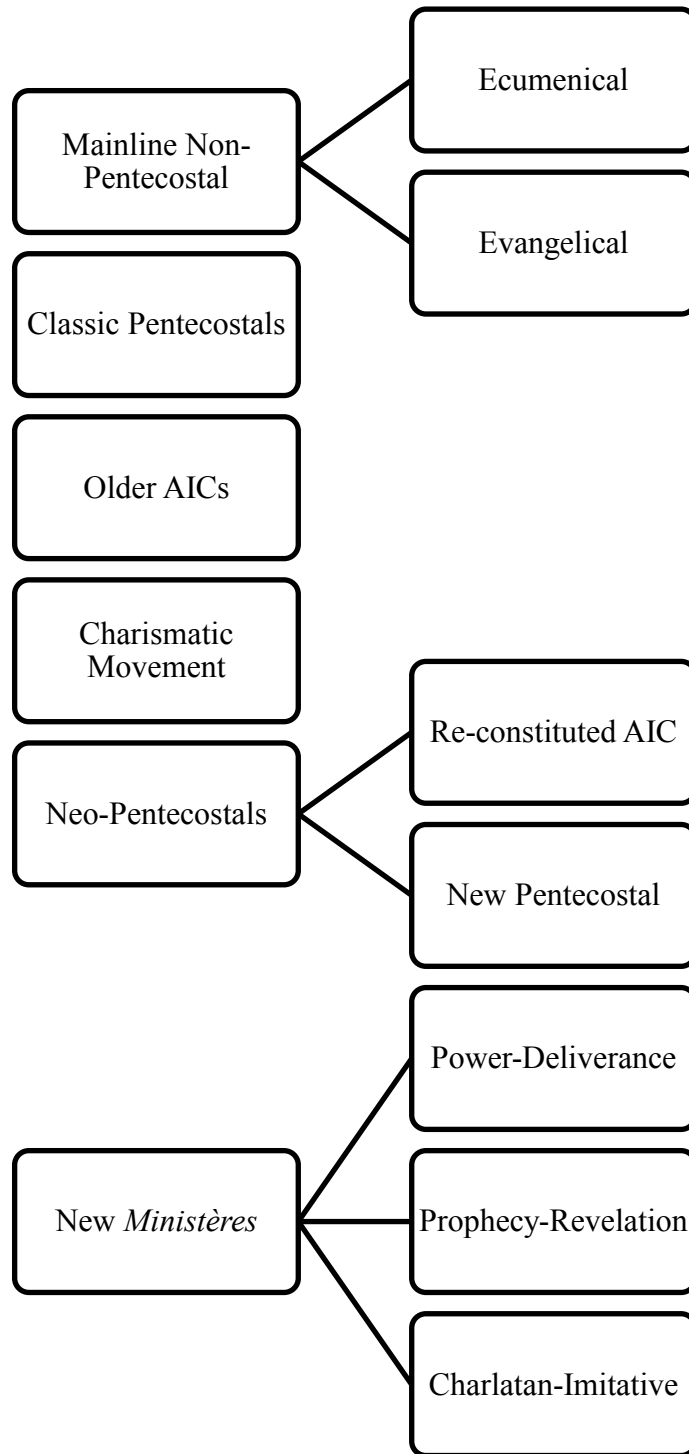 Mainline Non-
Pentecostal
Ecumenical
Evangelical
Classic Pentecostals
Older AICs
Charismatic
Movement
Neo-Pentecostals
Re-constituted AIC
New Pentecostal
New Ministères
Power-Deliverance
Prophecy-Revelation
Charlatan-Imitative